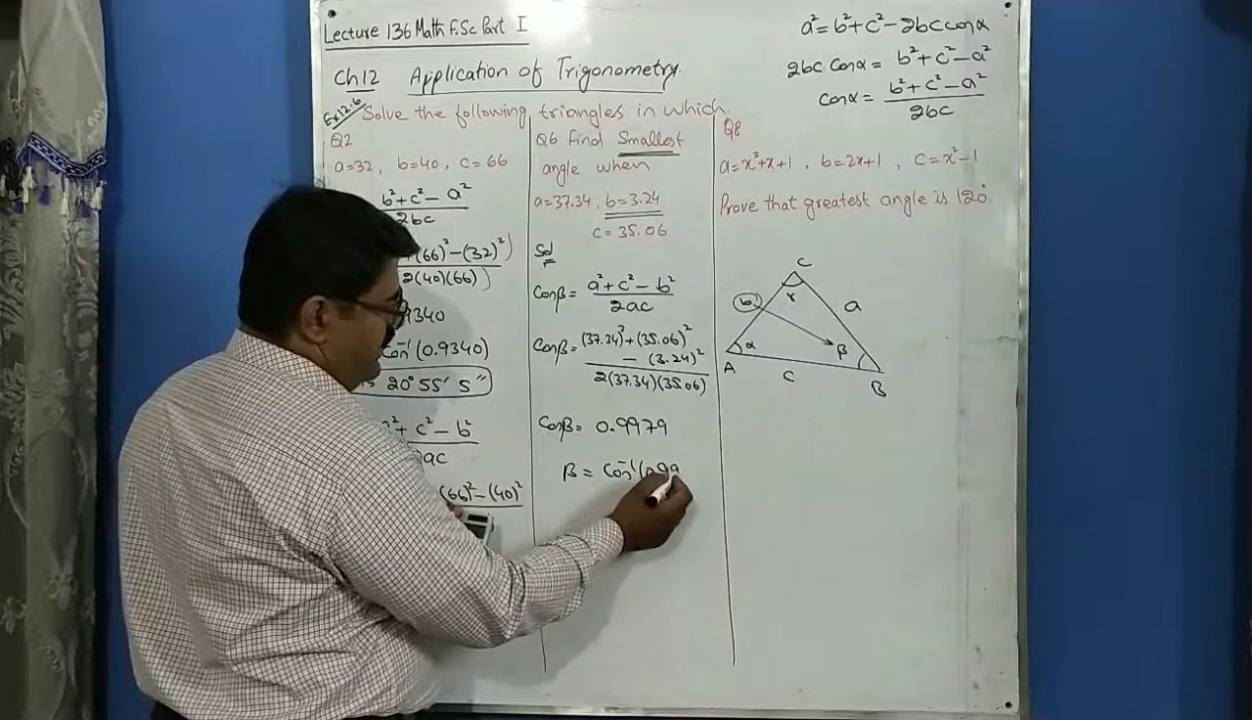 Lecture 136 Math F.Sc Part I
Ch12 Application of Trigonometry.
Ex 12.6 Solve the following triangles in which.
a² = b² + c² - 2bc cosα
2bc cosα = b² + c² - a²
cosα = b² + c² - a² / 2bc
Q2
a=32, b=40, c=66
b² + c² - a² / 2bc
(66)² - (32)² / 2(40)(66)
9340
cos⁻¹(0.9340)
20° 55' 5"
² + c² - b² / ac
(66)² - (40)²
Q6 Find Smallest
angle when
a=37.34, b=3.24
c=35.06
Sol
cosβ = a² + c² - b² / 2ac
cosβ = (37.34)² + (35.06)²
- (3.24)²
2(37.34)(35.06)
cosβ = 0.9979
β = cos⁻¹(0.99
Q8
a=x²+x+1, b=2x+1, c=x²-1
Prove that greatest angle is 120°.
C
γ
b
a
α
β
A
c
B